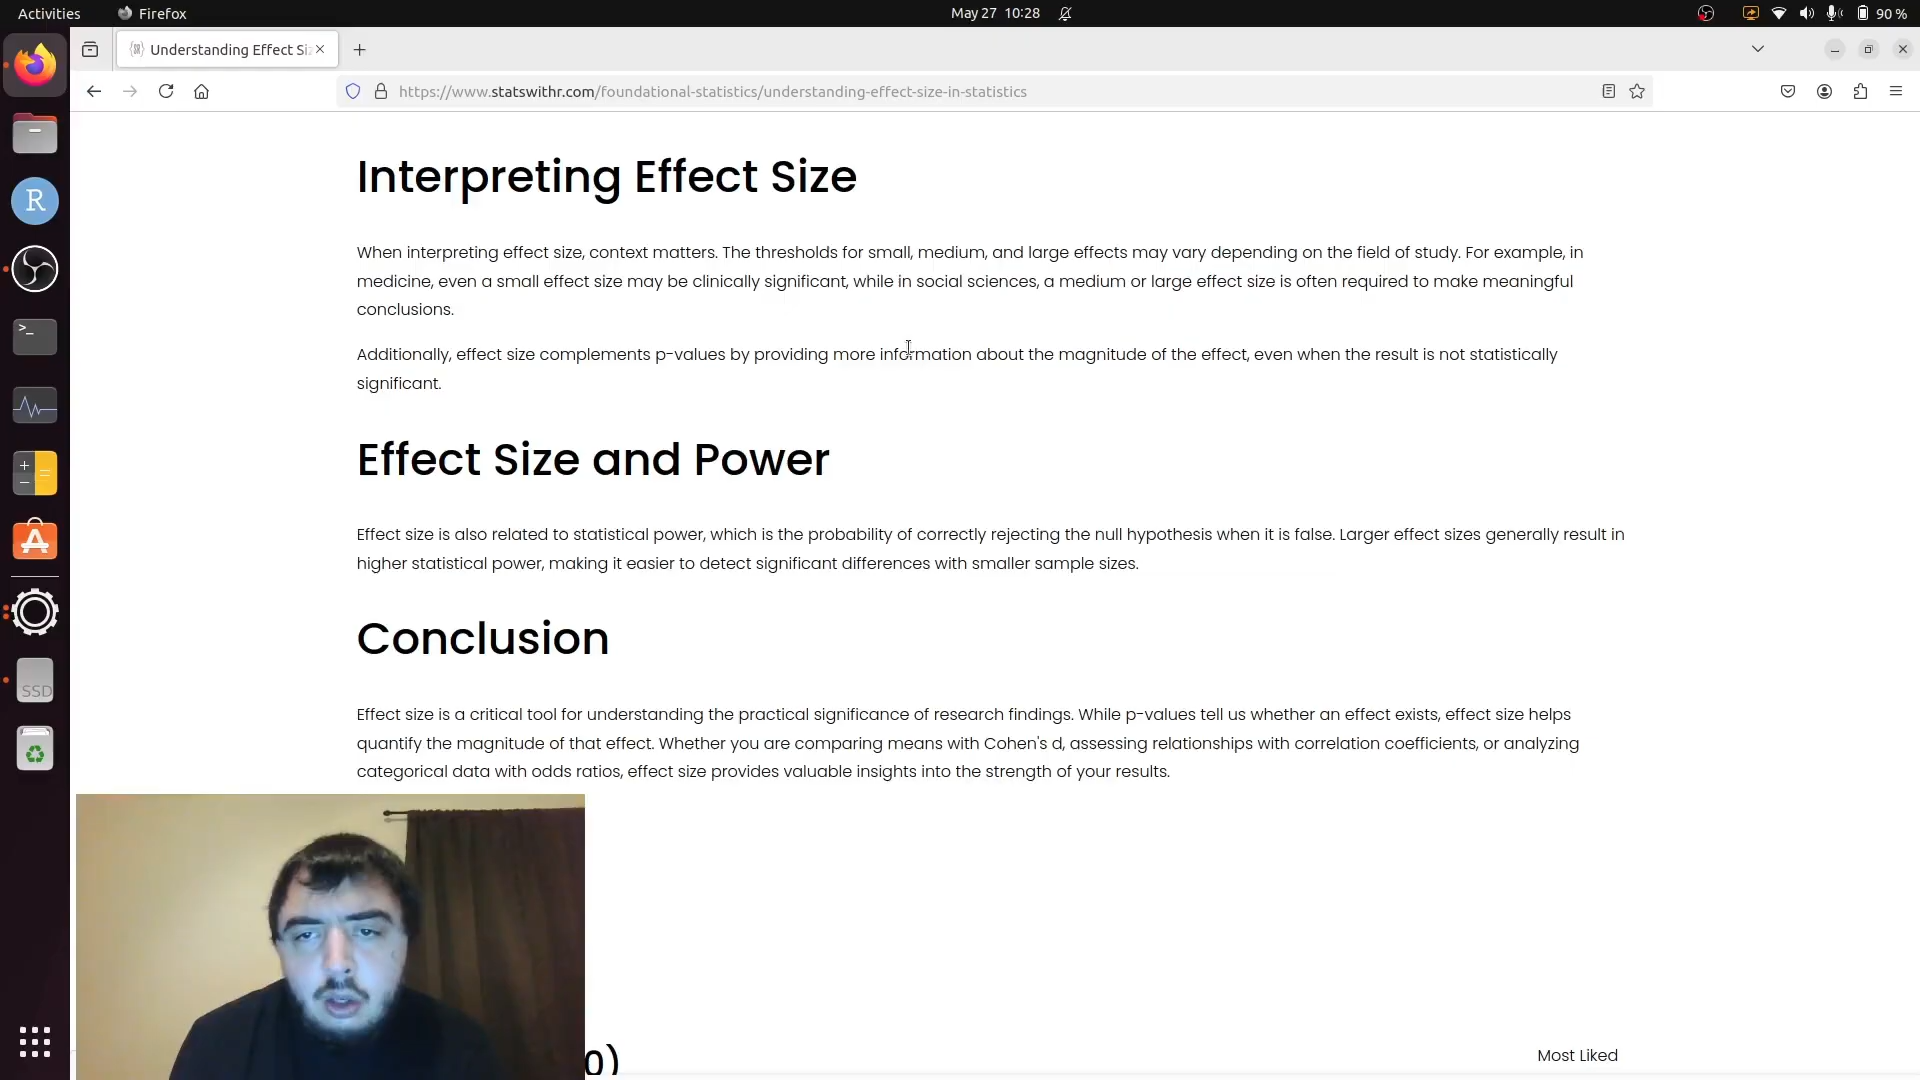 Activities
Firefox
May 27 10:28
90 %
Understanding Effect Si
https://www.statswithr.com/foundational-statistics/understanding-effect-size-in-statistics
Interpreting Effect Size
When interpreting effect size, context matters. The thresholds for small, medium, and large effects may vary depending on the field of study. For example, in
medicine, even a small effect size may be clinically significant, while in social sciences, a medium or large effect size is often required to make meaningful
conclusions.
Additionally, effect size complements p-values by providing more information about the magnitude of the effect, even when the result is not statistically
significant.
Effect Size and Power
Effect size is also related to statistical power, which is the probability of correctly rejecting the null hypothesis when it is false. Larger effect sizes generally result in
higher statistical power, making it easier to detect significant differences with smaller sample sizes.
Conclusion
Effect size is a critical tool for understanding the practical significance of research findings. While p-values tell us whether an effect exists, effect size helps
quantify the magnitude of that effect. Whether you are comparing means with Cohen's d, assessing relationships with correlation coefficients, or analyzing
categorical data with odds ratios, effect size provides valuable insights into the strength of your results.
0)
Most Liked
R
>_
SSD